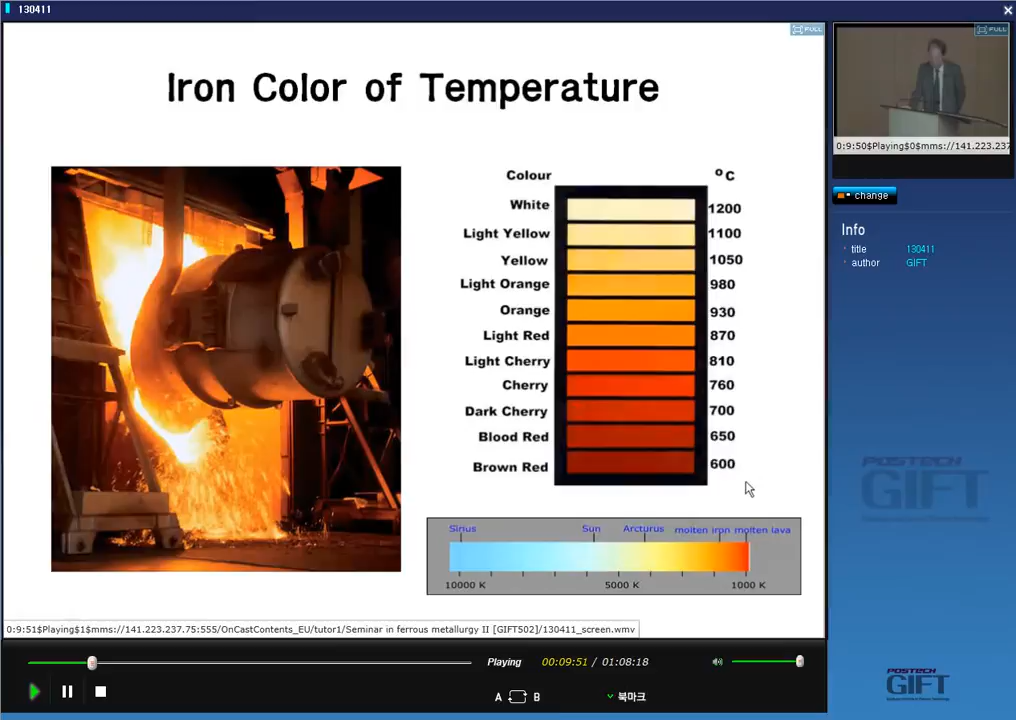 130411
FULL
Iron Color of Temperature
Colour °C
White 1200
Light Yellow 1100
Yellow 1050
Light Orange 980
Orange 930
Light Red 870
Light Cherry 810
Cherry 760
Dark Cherry 700
Blood Red 650
Brown Red 600
Sirius Sun Arcturus molten iron molten lava
10000 K 5000 K 1000 K
0:9:51$Playing$1$mms://141.223.237.75:555/OnCastContents_EU/tutor1/Seminar in ferrous metallurgy II [GIFT502]/130411_screen.wmv
Playing 00:09:51 / 01:08:18
A B 북마크
FULL
0:9:50$Playing$0$mms://141.223.237
change
Info
title 130411
author GIFT
POSTECH
GIFT
POSTECH
GIFT